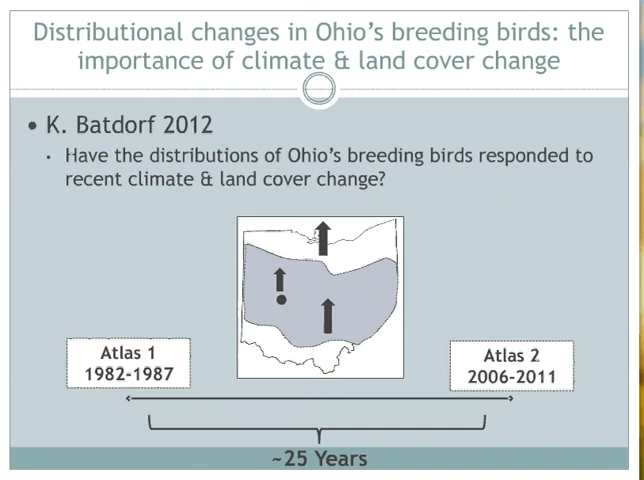 Distributional changes in Ohio's breeding birds: the
importance of climate & land cover change
• K. Batdorf 2012
• Have the distributions of Ohio's breeding birds responded to
recent climate & land cover change?
Atlas 1
1982-1987
Atlas 2
2006-2011
~25 Years